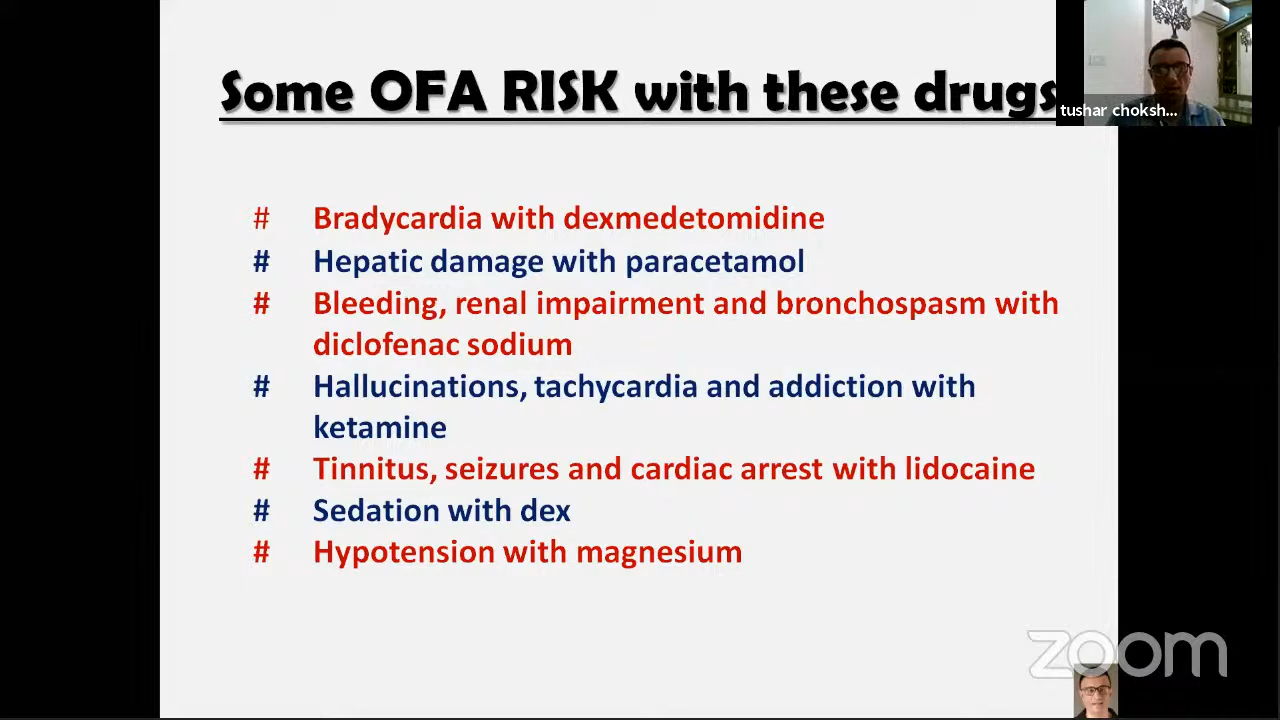 Some OFA RISK with these drugs
tushar choksh...
# Bradycardia with dexmedetomidine
# Hepatic damage with paracetamol
# Bleeding, renal impairment and bronchospasm with
diclofenac sodium
# Hallucinations, tachycardia and addiction with
ketamine
# Tinnitus, seizures and cardiac arrest with lidocaine
# Sedation with dex
# Hypotension with magnesium
zoom